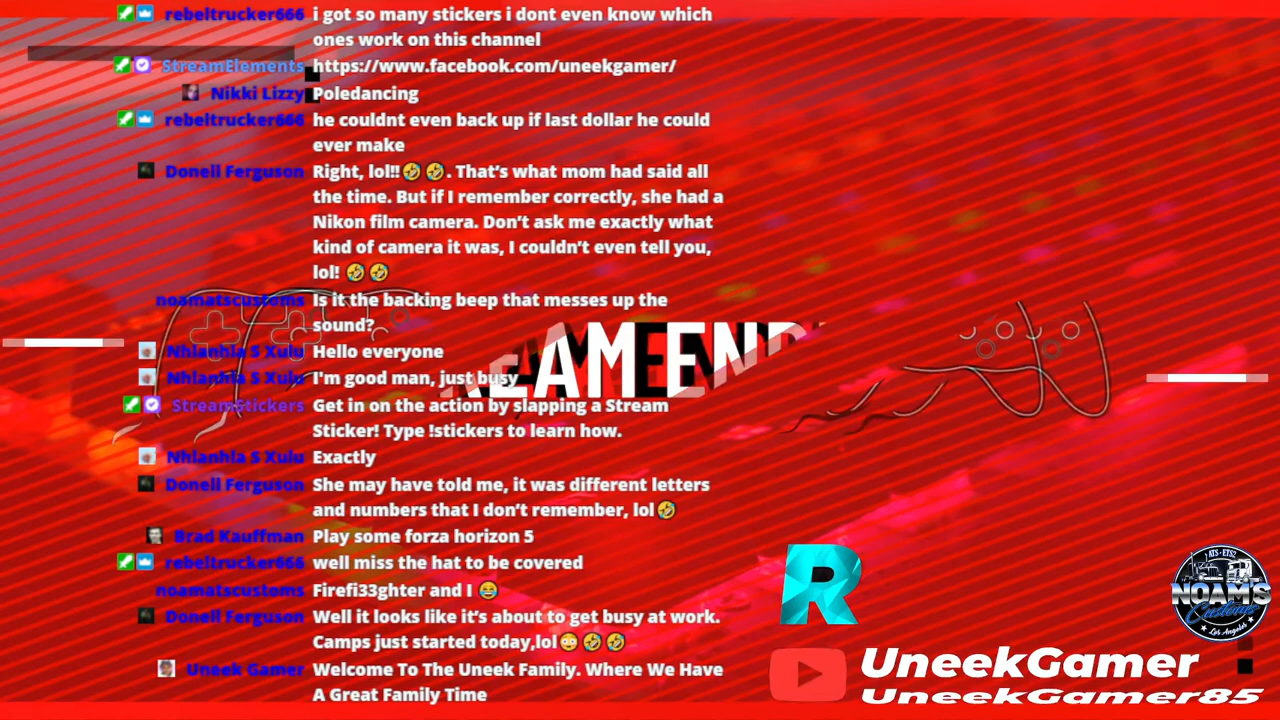 rebeltrucker666 i got so many stickers i dont even know which
ones work on this channel
StreamElements https://www.facebook.com/uneekgamer/
Nikki Lizzy Poledancing
rebeltrucker666 he couldnt even back up if last dollar he could
ever make
Donell Ferguson Right, lol!!🤣🤣. That’s what mom had said all
the time. But if I remember correctly, she had a
Nikon film camera. Don’t ask me exactly what
kind of camera it was, I couldn’t even tell you,
lol! 🤣🤣
noamatscustoms Is it the backing beep that messes up the
sound?
Nhlanhla S Xulu Hello everyone
Nhlanhla S Xulu I'm good man, just busy
EAM END
StreamStickers Get in on the action by slapping a Stream
Sticker! Type !stickers to learn how.
Nhlanhla S Xulu Exactly
Donell Ferguson She may have told me, it was different letters
and numbers that I don’t remember, lol🤣
Brad Kauffman Play some forza horizon 5
rebeltrucker666 well miss the hat to be covered
noamatscustoms Firefi33ghter and I 😂
Donell Ferguson Well it looks like it’s about to get busy at work.
Camps just started today,lol😳🤣🤣
Uneek Gamer Welcome To The Uneek Family. Where We Have
A Great Family Time
R
ATS · ETS2
NOAM'S
Customs
Los Angeles
UneekGamer
UneekGamer85